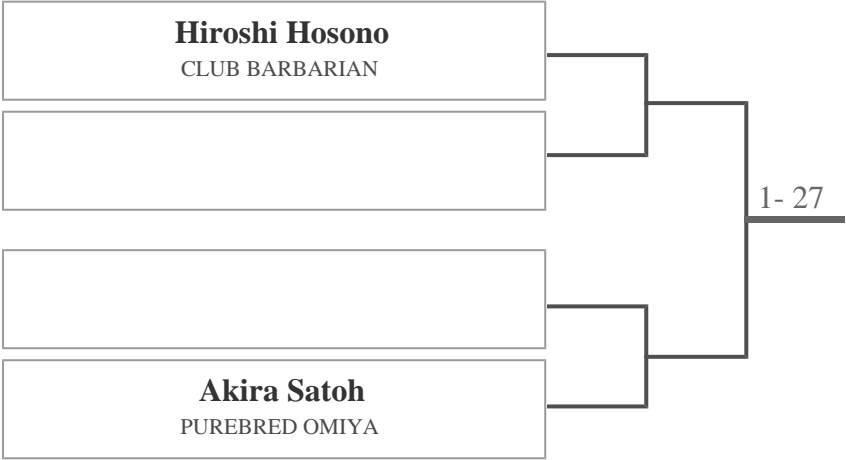 Hiroshi Hosono
CLUB BARBARIAN
1- 27
Akira Satoh
PUREBRED OMIYA